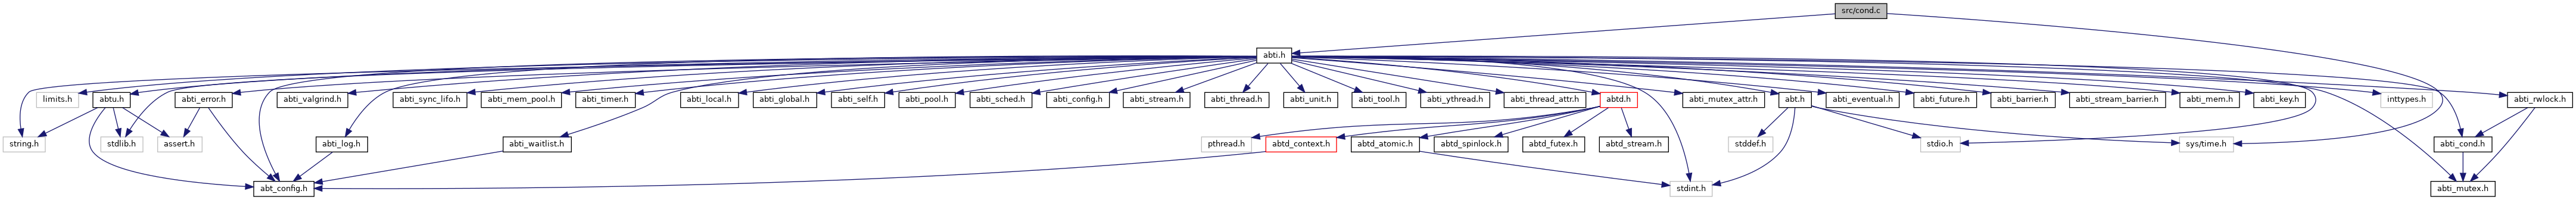 src/cond.c
abti.h
limits.h
abtu.h
abti_error.h
abti_valgrind.h
abti_sync_lifo.h
abti_mem_pool.h
abti_timer.h
abti_local.h
abti_global.h
abti_self.h
abti_pool.h
abti_sched.h
abti_config.h
abti_stream.h
abti_thread.h
abti_unit.h
abti_tool.h
abti_ythread.h
abti_thread_attr.h
abtd.h
abti_mutex_attr.h
abt.h
abti_eventual.h
abti_future.h
abti_barrier.h
abti_stream_barrier.h
abti_mem.h
abti_key.h
inttypes.h
abti_rwlock.h
string.h
stdlib.h
assert.h
abti_log.h
abti_waitlist.h
pthread.h
abtd_context.h
abtd_atomic.h
abtd_spinlock.h
abtd_futex.h
abtd_stream.h
stddef.h
stdio.h
sys/time.h
abti_cond.h
abt_config.h
stdint.h
abti_mutex.h